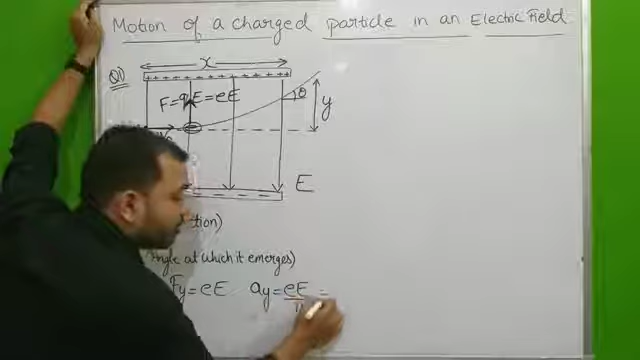 Motion of a charged particle in an Electric Field
Q1)
x
+ + + + + + + + + + + + + + + +
F=qE=eE
θ
y
E
tion)
Angle at which it emerges)
Fy=eE ay=eE =